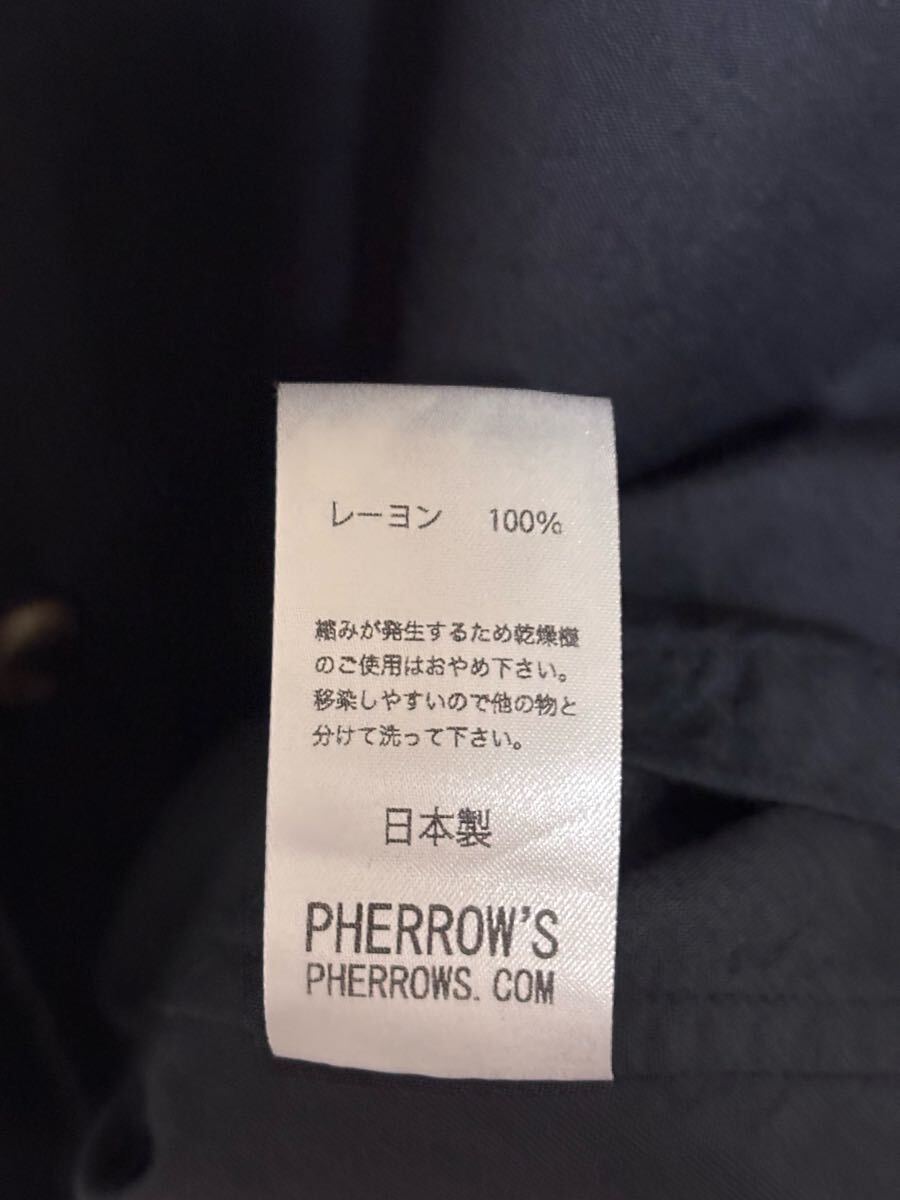 レーヨン 100%
縮みが発生するため乾燥機
のご使用はおやめ下さい。
移染しやすいので他の物と
分けて洗って下さい。
日本製
PHERROW'S
PHERROWS.COM